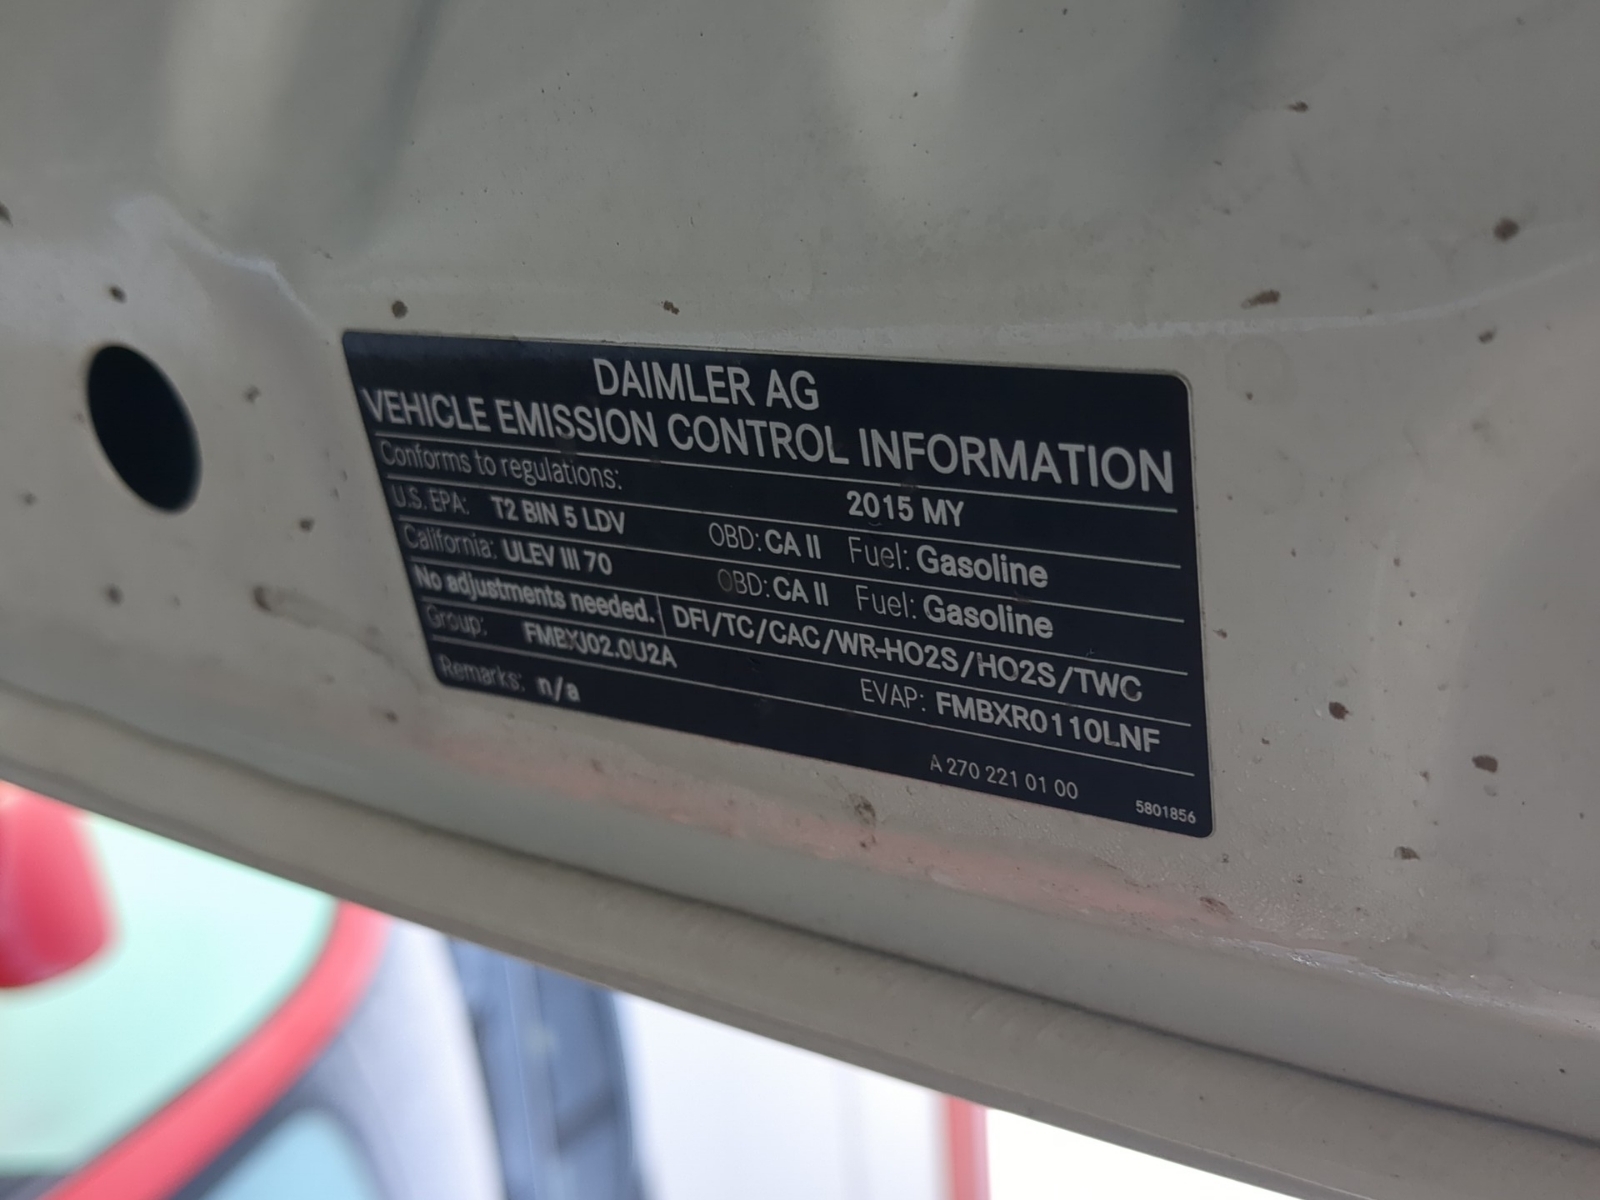 DAIMLER AG
VEHICLE EMISSION CONTROL INFORMATION
Conforms to regulations: 2015 MY
U.S. EPA: T2 BIN 5 LDV OBD: CA II Fuel: Gasoline
California: ULEV III 70 OBD: CA II Fuel: Gasoline
No adjustments needed. DFI/TC/CAC/WR-HO2S/HO2S/TWC
Group: FMBXJ02.0U2A EVAP: FMBXR0110LNF
Remarks: n/a
A 270 221 01 00
5801856